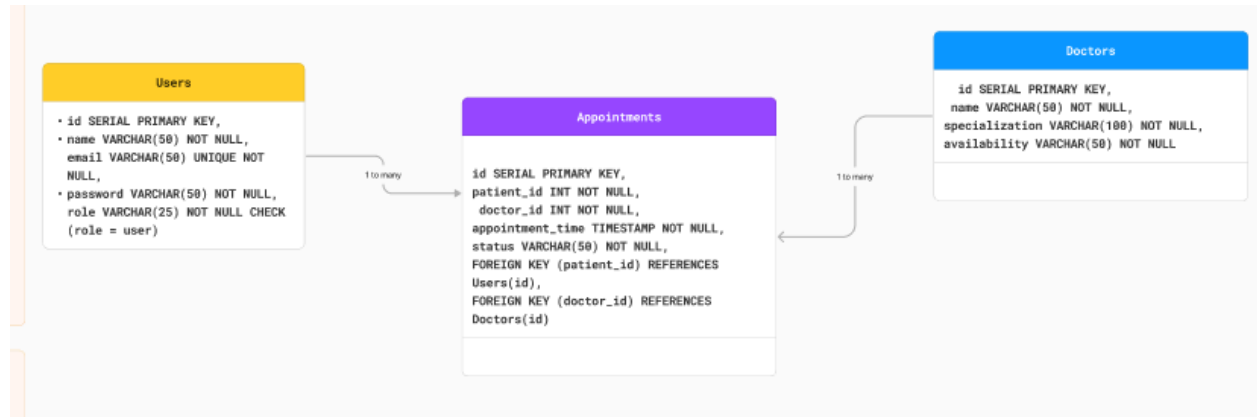 Users
• id SERIAL PRIMARY KEY,
• name VARCHAR(50) NOT NULL,
email VARCHAR(50) UNIQUE NOT
NULL,
• password VARCHAR(50) NOT NULL,
role VARCHAR(25) NOT NULL CHECK
(role = user)
1 to many
Appointments
id SERIAL PRIMARY KEY,
patient_id INT NOT NULL,
doctor_id INT NOT NULL,
appointment_time TIMESTAMP NOT NULL,
status VARCHAR(50) NOT NULL,
FOREIGN KEY (patient_id) REFERENCES
Users(id),
FOREIGN KEY (doctor_id) REFERENCES
Doctors(id)
1 to many
Doctors
id SERIAL PRIMARY KEY,
name VARCHAR(50) NOT NULL,
specialization VARCHAR(100) NOT NULL,
availability VARCHAR(50) NOT NULL